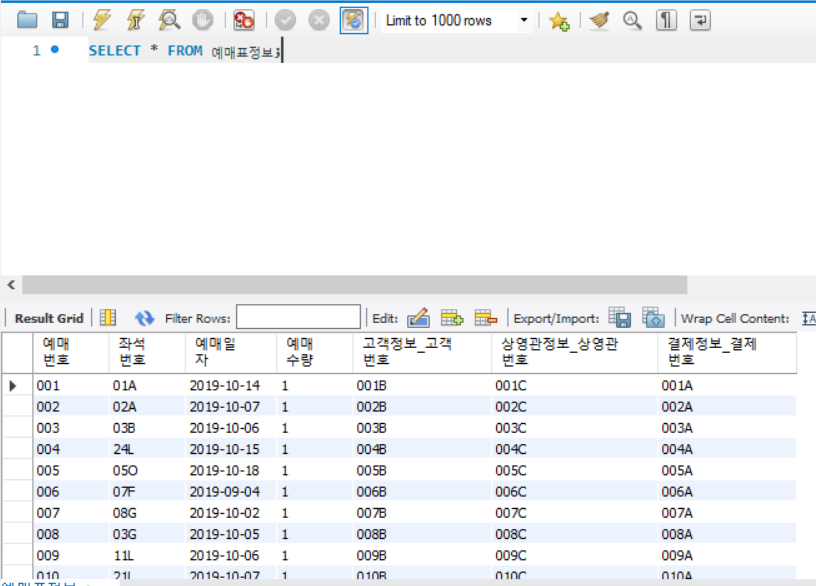 Limit to 1000 rows
1 SELECT * FROM 예매표정보;
Result Grid Filter Rows: Edit: Export/Import: Wrap Cell Content:
예매 좌석 예매일 예매 고객정보_고객 상영관정보_상영관 결제정보_결제
번호 번호 자 수량 번호 번호 번호
001 01A 2019-10-14 1 001B 001C 001A
002 02A 2019-10-07 1 002B 002C 002A
003 03B 2019-10-06 1 003B 003C 003A
004 24L 2019-10-15 1 004B 004C 004A
005 05O 2019-10-18 1 005B 005C 005A
006 07F 2019-09-04 1 006B 006C 006A
007 08G 2019-10-02 1 007B 007C 007A
008 03G 2019-10-05 1 008B 008C 008A
009 11L 2019-10-06 1 009B 009C 009A
010 21L 2019-10-07 1 010B 010C 010A